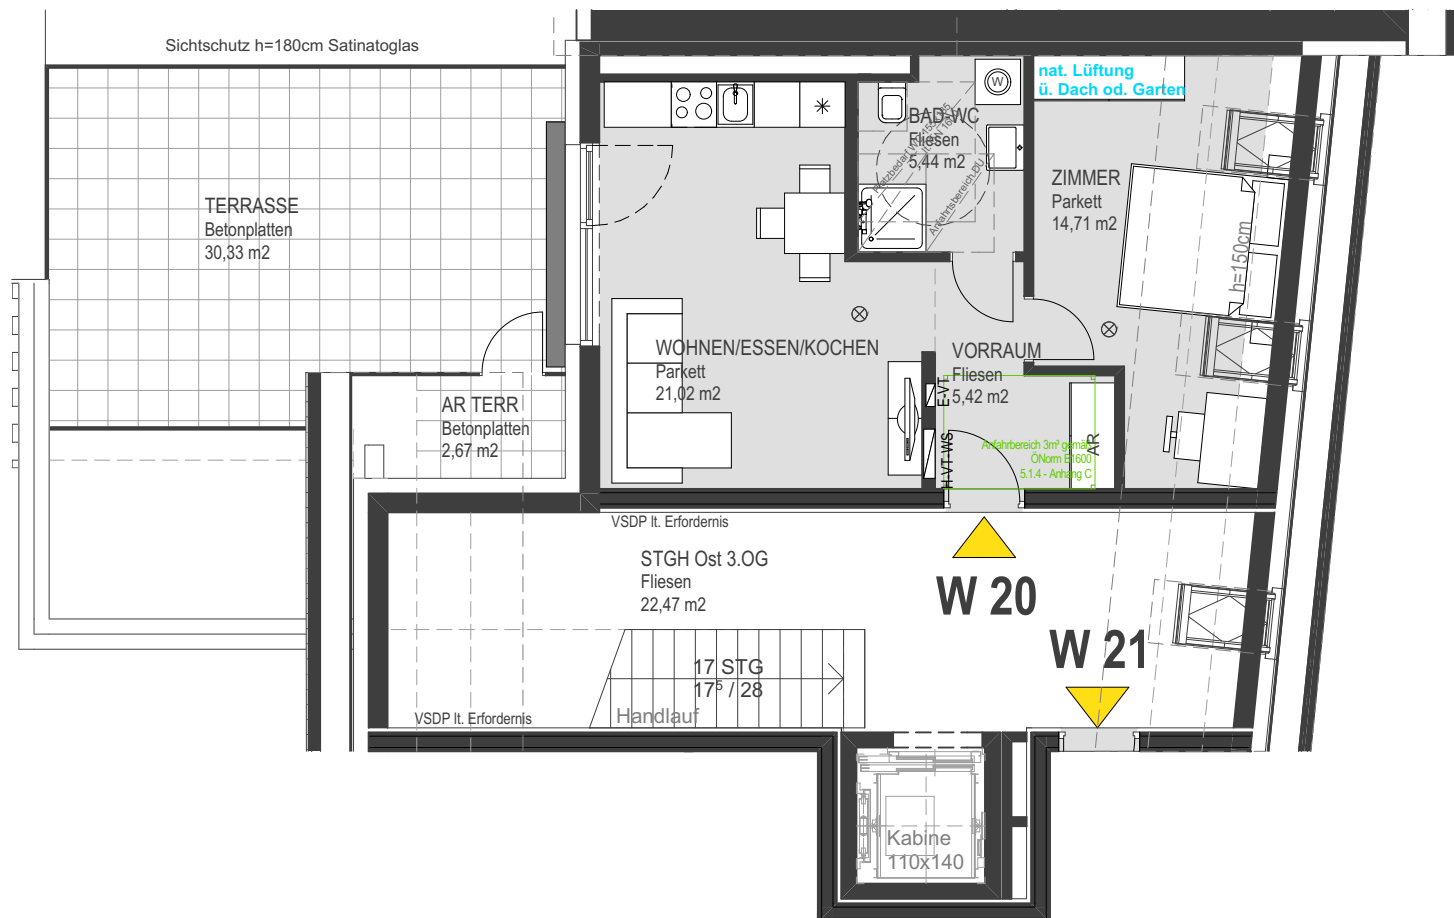 Sichtschutz h=180cm Satinatoglas
nat. Lüftung
ü. Dach od. Garten
W
BAD-WC
Fliesen
5,44 m2
Anfahrtsbereich DU
ZIMMER
Parkett
14,71 m2
h=150cm
TERRASSE
Betonplatten
30,33 m2
WOHNEN/ESSEN/KOCHEN
Parkett
21,02 m2
VORRAUM
Fliesen
5,42 m2
E-VT
H-VT-WS
AR
Anfahrbereich 3m² gemäß
ÖNorm B1600
5.1.4 - Anhang C
AR TERR
Betonplatten
2,67 m2
VSDP lt. Erfordernis
STGH Ost 3.OG
Fliesen
22,47 m2
W 20
W 21
17 STG
17⁵ / 28
Handlauf
VSDP lt. Erfordernis
Kabine
110x140